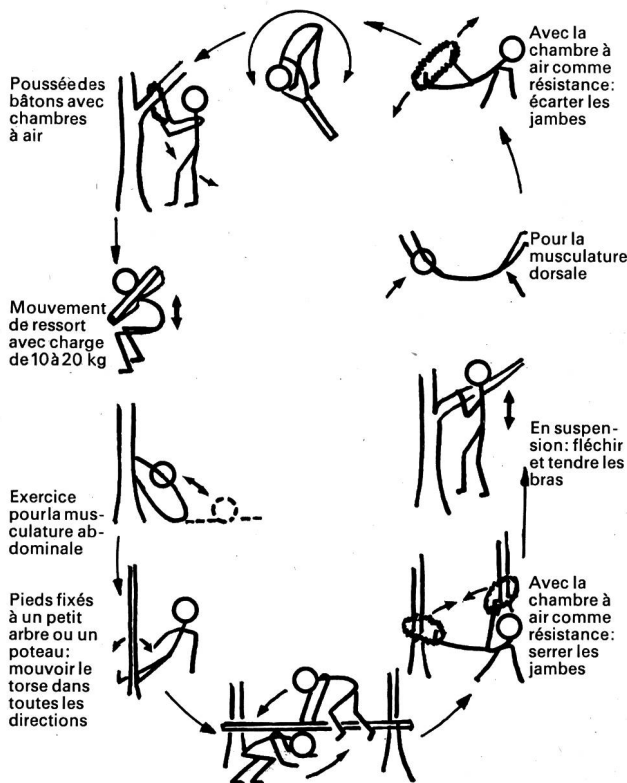 Poussée des
bâtons avec
chambres
à air
Mouvement
de ressort
avec charge
de 10 à 20 kg
Exercice
pour la mus-
culature ab-
dominale
Pieds fixés
à un petit
arbre ou un
poteau:
mouvoir le
torse dans
toutes les
directions
Avec la
chambre à
air comme
résistance:
serrer les
jambes
En suspen-
sion: fléchir
et tendre les
bras
Pour la
musculature
dorsale
Avec la
chambre à
air comme
résistance:
écarter les
jambes